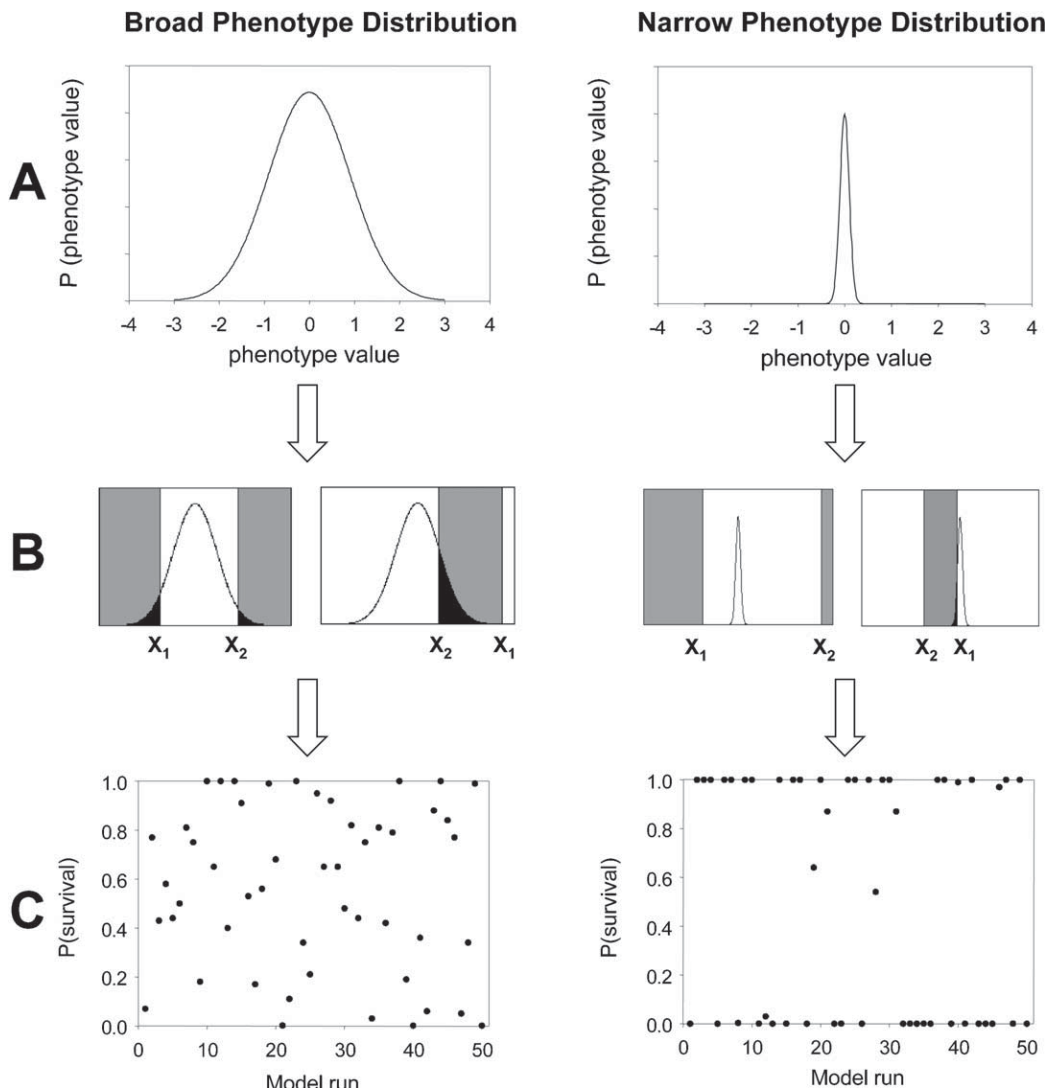 Broad Phenotype Distribution
Narrow Phenotype Distribution
A
P (phenotype value)
-4 -3 -2 -1 0 1 2 3 4
phenotype value
P (phenotype value)
-4 -3 -2 -1 0 1 2 3 4
phenotype value
B
X1 X2
X2 X1
X1 X2
X2 X1
C
P(survival)
1.0
0.8
0.6
0.4
0.2
0.0
0 10 20 30 40 50
Model run
P(survival)
1.0
0.8
0.6
0.4
0.2
0.0
0 10 20 30 40 50
Model run